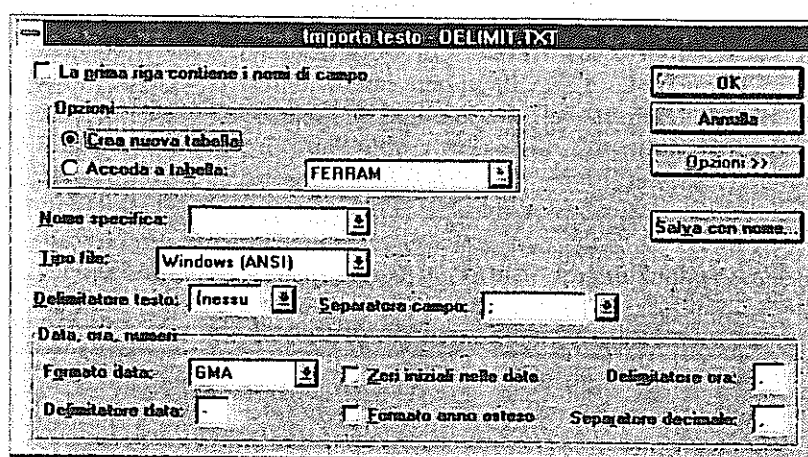 Importa testo - DELIMIT.TXT
La prima riga contiene i nomi di campo
OK
Opzioni
Annulla
Crea nuova tabella
Accoda a tabella: FERRAM
Opzioni >>
Nome specifica:
Salva con nome...
Tipo file: Windows (ANSI)
Delimitatore testo: (nessu Separatore campo: ;
Data, ora, numeri
Formato data: GMA Zeri iniziali nelle date Delimitatore ora: .
Delimitatore data: - Formato anno esteso Separatore decimale: ,